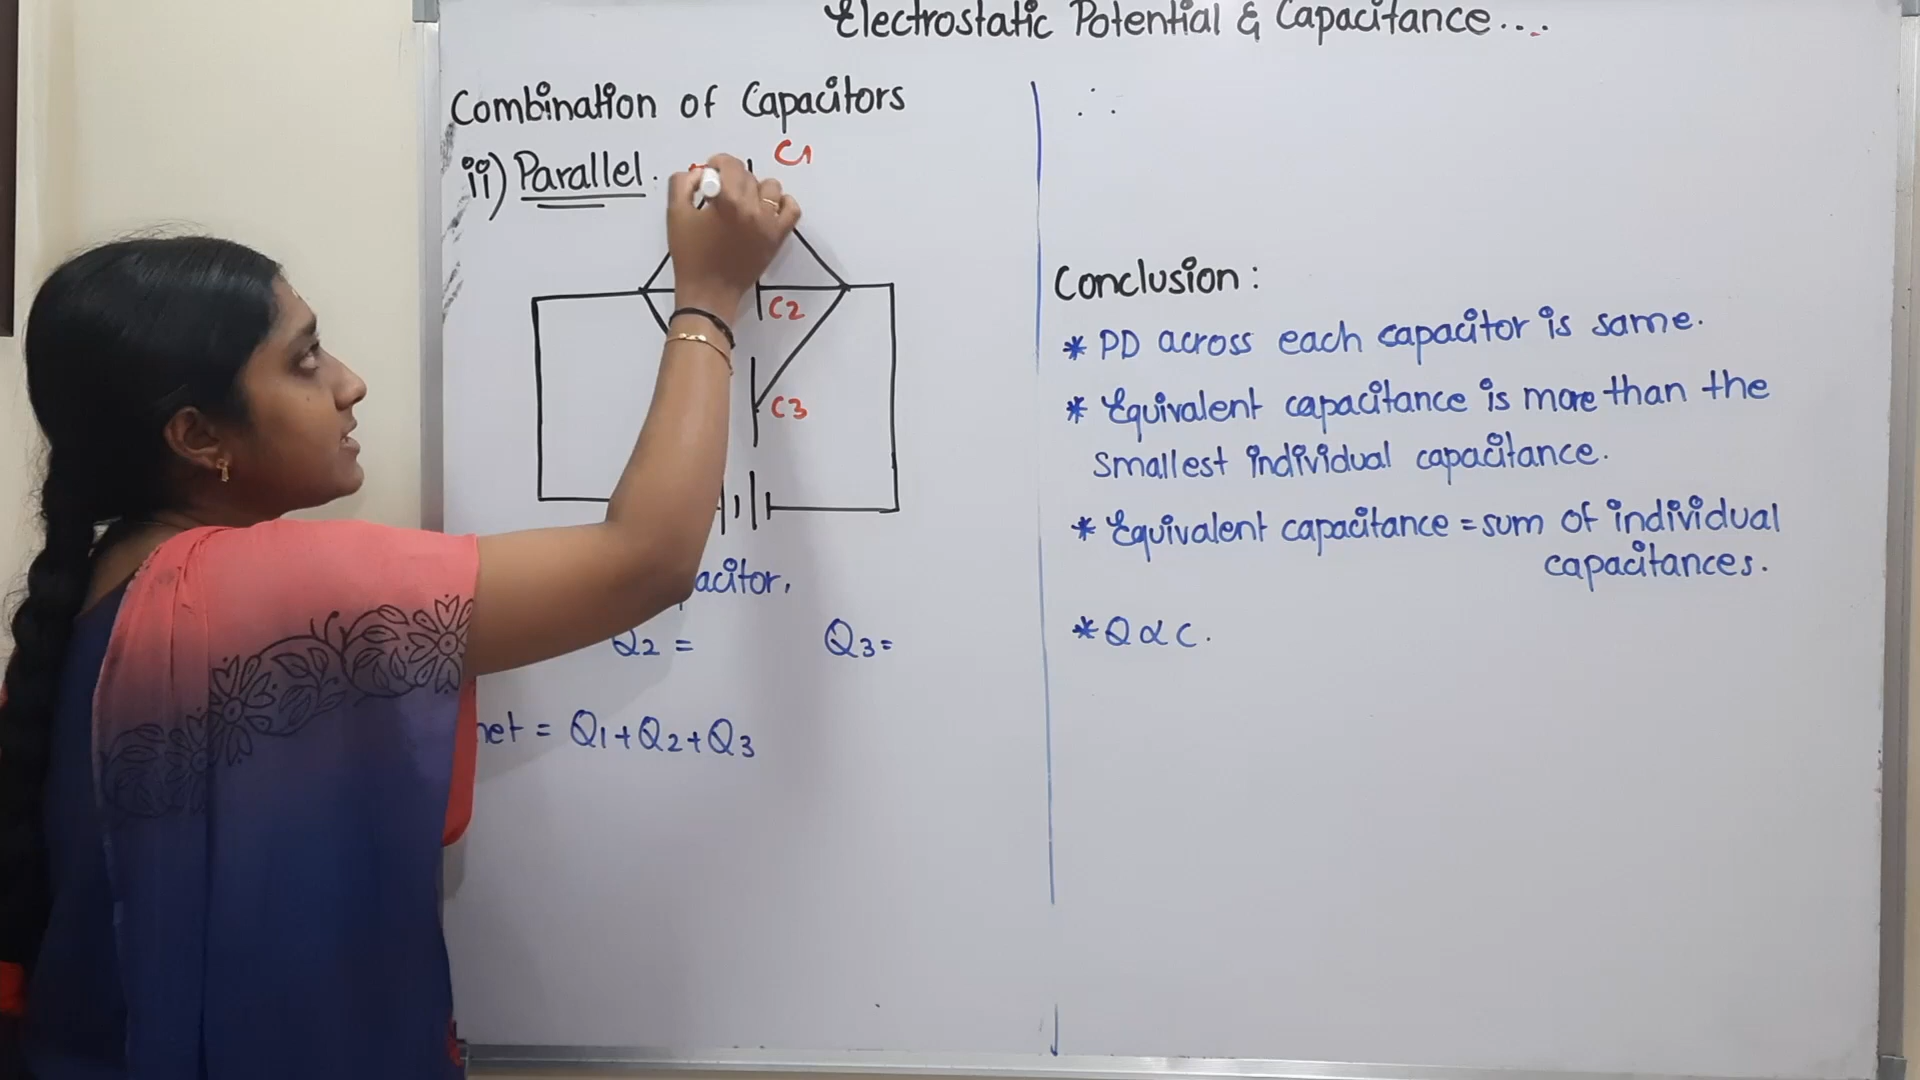 Electrostatic Potential & Capacitance....
Combination of Capacitors
ii) Parallel.
C1
C2
C3
acitor,
Q2 =
Q3=
net = Q1+Q2+Q3
∴
Conclusion:
* PD across each capacitor is same.
* Equivalent capacitance is more than the
smallest individual capacitance.
* Equivalent capacitance = sum of individual
capacitances.
* Q α C.